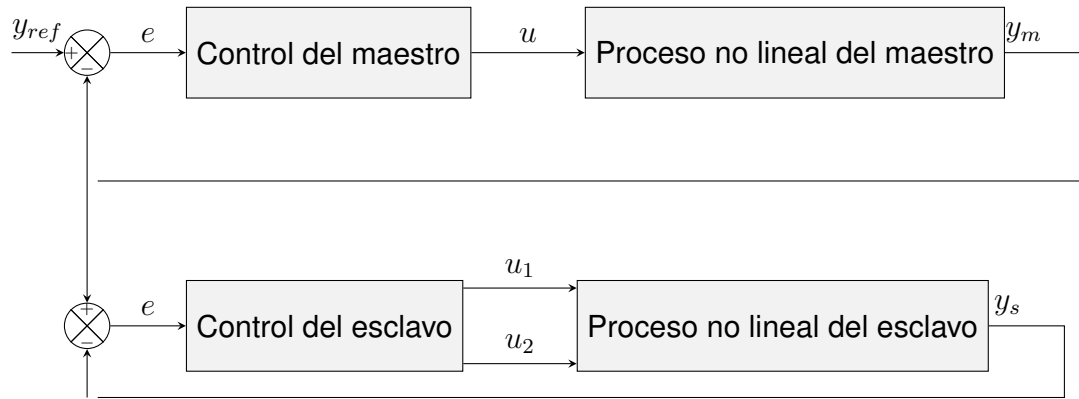 y_ref
+
−
e
Control del maestro
u
Proceso no lineal del maestro
y_m
+
−
e
Control del esclavo
u_1
u_2
Proceso no lineal del esclavo
y_s